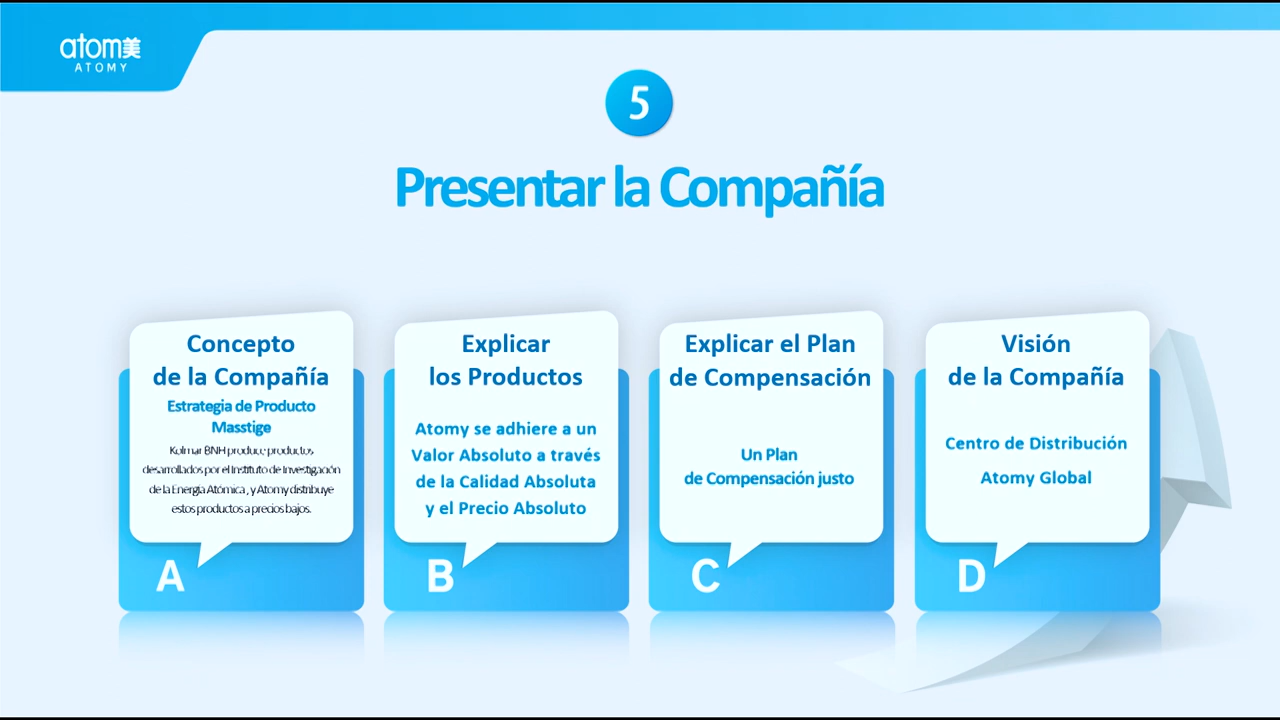 atom美
ATOMY
5
Presentar la Compañía
Concepto
de la Compañía
Estrategia de Producto
Masstige
Kolmar BNH produce productos
desarrollados por el Instituto de Investigación
de la Energía Atómica , y Atomy distribuye
estos productos a precios bajos.
A
Explicar
los Productos
Atomy se adhiere a un
Valor Absoluto a través
de la Calidad Absoluta
y el Precio Absoluto
B
Explicar el Plan
de Compensación
Un Plan
de Compensación justo
C
Visión
de la Compañía
Centro de Distribución
Atomy Global
D